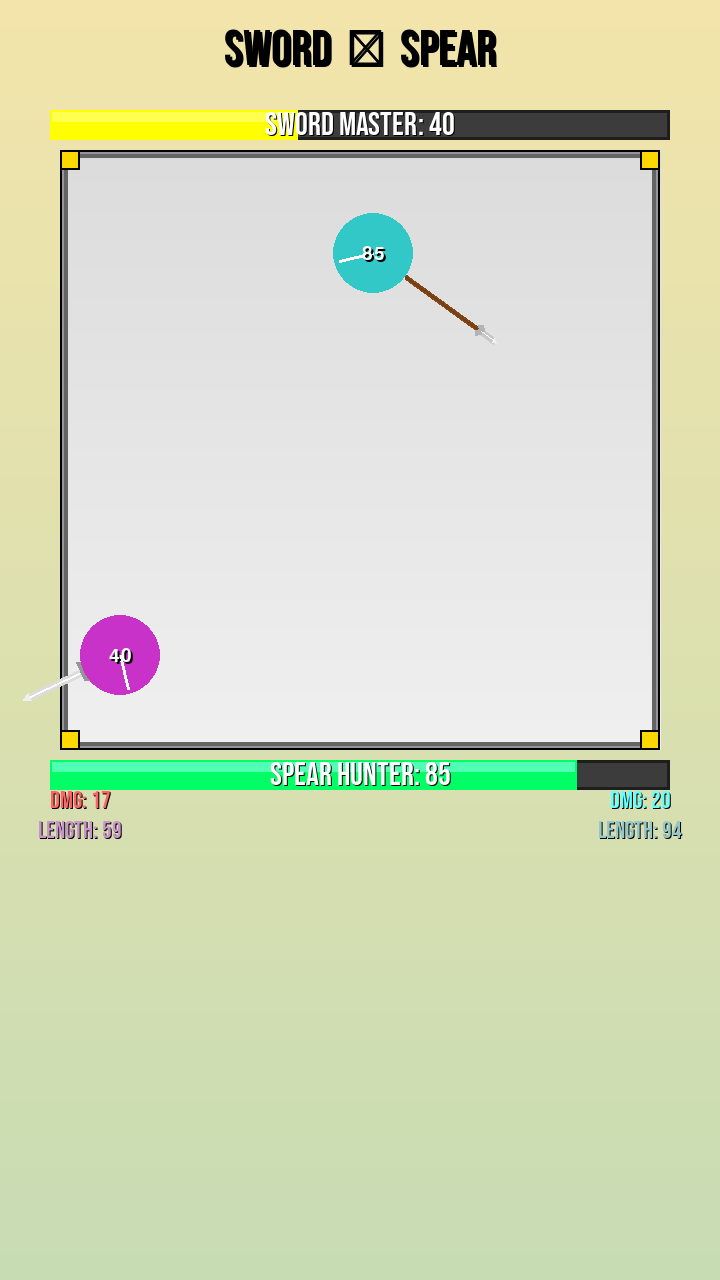 SWORD ⚔ SPEAR
SWORD MASTER: 40
85
40
SPEAR HUNTER: 85
DMG: 17
DMG: 20
LENGTH: 59
LENGTH: 94